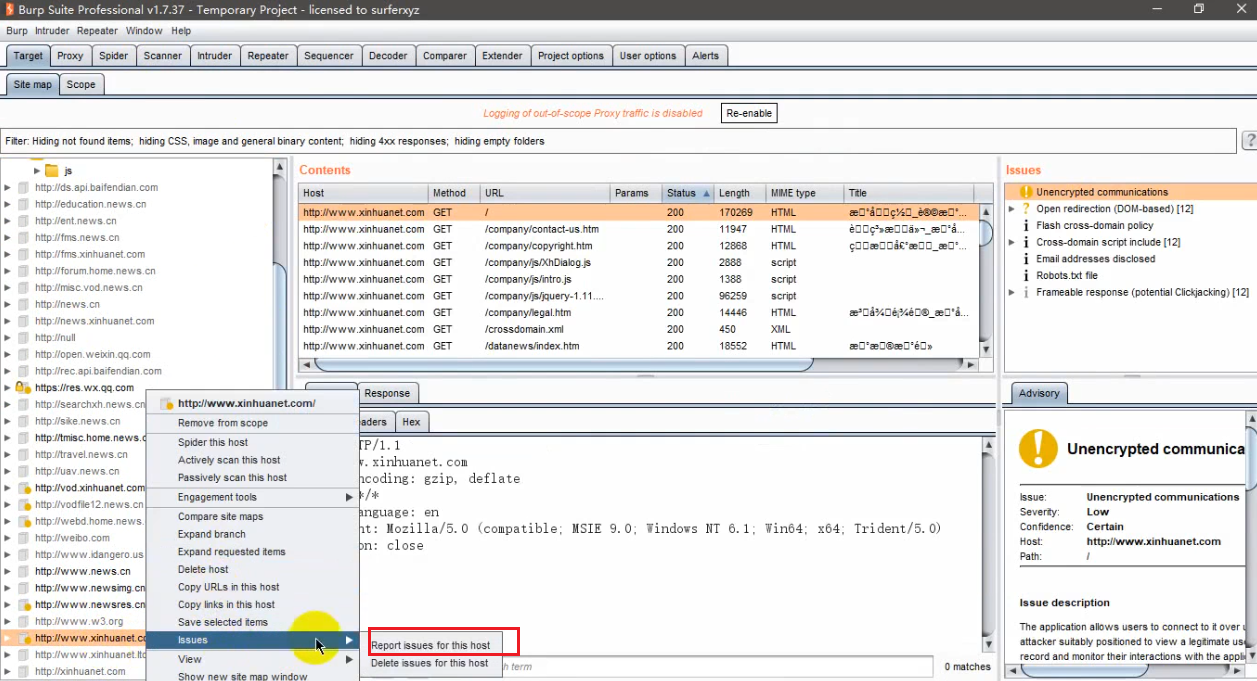 Burp Suite Professional v1.7.37 - Temporary Project - licensed to surferxyz
Burp Intruder Repeater Window Help
Target Proxy Spider Scanner Intruder Repeater Sequencer Decoder Comparer Extender Project options User options Alerts
Site map Scope
Logging of out-of-scope Proxy traffic is disabled Re-enable
Filter: Hiding not found items; hiding CSS, image and general binary content; hiding 4xx responses; hiding empty folders
js
http://ds.api.baifendian.com
http://education.news.cn
http://ent.news.cn
http://fms.news.cn
http://fms.xinhuanet.com
http://forum.home.news.cn
http://misc.vod.news.cn
http://news.cn
http://news.xinhuanet.com
http://null
http://open.weixin.qq.com
http://rec.api.baifendian.com
https://res.wx.qq.com
http://searchxh.news.cn
http://sike.news.cn
http://tmisc.home.news.c
http://travel.news.cn
http://uav.news.cn
http://vod.xinhuanet.com
http://vodfile12.news.cn
http://webd.home.news.
http://weibo.com
http://www.idangero.us
http://www.news.cn
http://www.newsimg.cn
http://www.newsres.cn
http://www.w3.org
http://www.xinhuanet.co
http://www.xinhuanet.ltd
http://xinhuanet.com
http://www.xinhuanet.com/
Remove from scope
Spider this host
Actively scan this host
Passively scan this host
Engagement tools
Compare site maps
Expand branch
Expand requested items
Delete host
Copy URLs in this host
Copy links in this host
Save selected items
Issues
View
Show new site map window
Report issues for this host
Delete issues for this host
Contents
Host Method URL Params Status Length MIME type Title
http://www.xinhuanet.com GET / 200 170269 HTML
http://www.xinhuanet.com GET /company/contact-us.htm 200 11947 HTML
http://www.xinhuanet.com GET /company/copyright.htm 200 12868 HTML
http://www.xinhuanet.com GET /company/js/XhDialog.js 200 2888 script
http://www.xinhuanet.com GET /company/js/intro.js 200 1388 script
http://www.xinhuanet.com GET /company/js/jquery-1.11.... 200 96259 script
http://www.xinhuanet.com GET /company/legal.htm 200 14446 HTML
http://www.xinhuanet.com GET /crossdomain.xml 200 450 XML
http://www.xinhuanet.com GET /datanews/index.htm 200 18552 HTML
Response
eaders Hex
TP/1.1
w.xinhuanet.com
ncoding: gzip, deflate
*/*
anguage: en
nt: Mozilla/5.0 (compatible; MSIE 9.0; Windows NT 6.1; Win64; x64; Trident/5.0)
on: close
h term
0 matches
Issues
Unencrypted communications
Open redirection (DOM-based) [12]
Flash cross-domain policy
Cross-domain script include [12]
Email addresses disclosed
Robots.txt file
Frameable response (potential Clickjacking) [12]
Advisory
Unencrypted communica
Issue: Unencrypted communications
Severity: Low
Confidence: Certain
Host: http://www.xinhuanet.com
Path: /
Issue description
The application allows users to connect to it over u
attacker suitably positioned to view a legitimate use
record and monitor their interactions with the appli